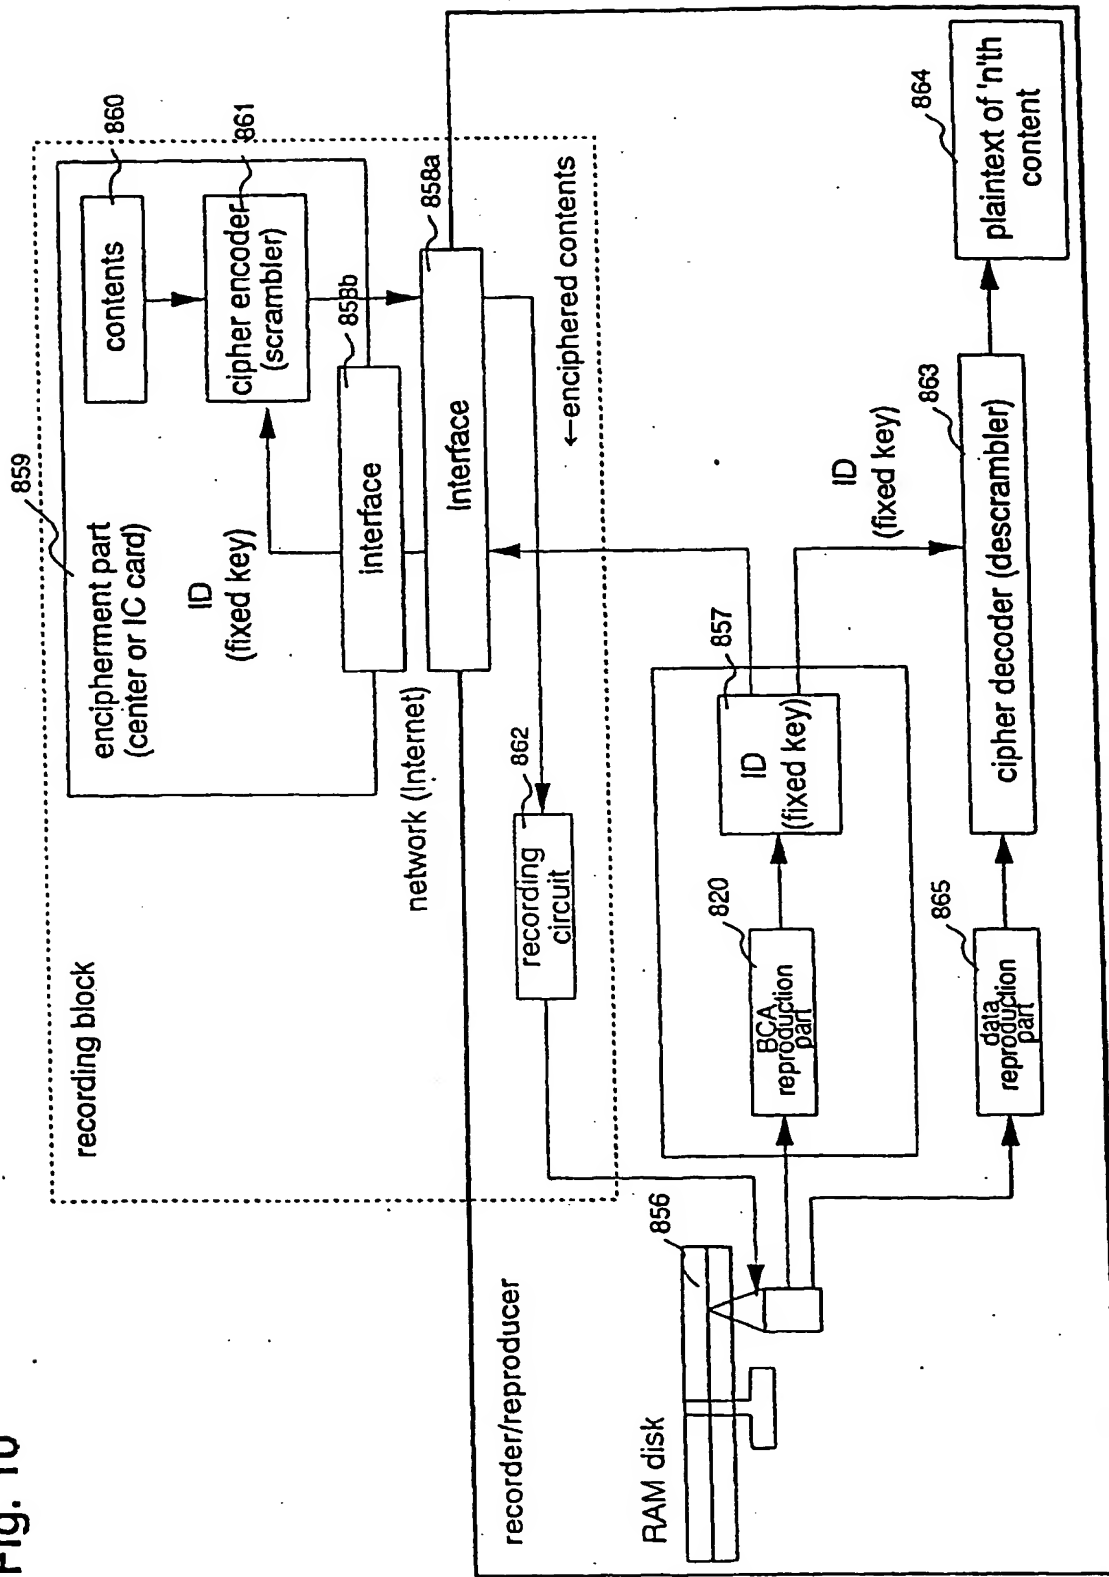 recording block
859
encipherment part
(center or IC card)
contents
860
cipher encoder
(scrambler)
861
ID
(fixed key)
interface
858b
network (Internet)
Interface
858a
←enciphered contents
recording
circuit
862
recorder/reproducer
RAM disk
856
BCA
reproduction
part
820
ID
(fixed key)
857
ID
(fixed key)
data
reproduction
part
865
cipher decoder (descrambler)
863
plaintext of 'n'th
content
864